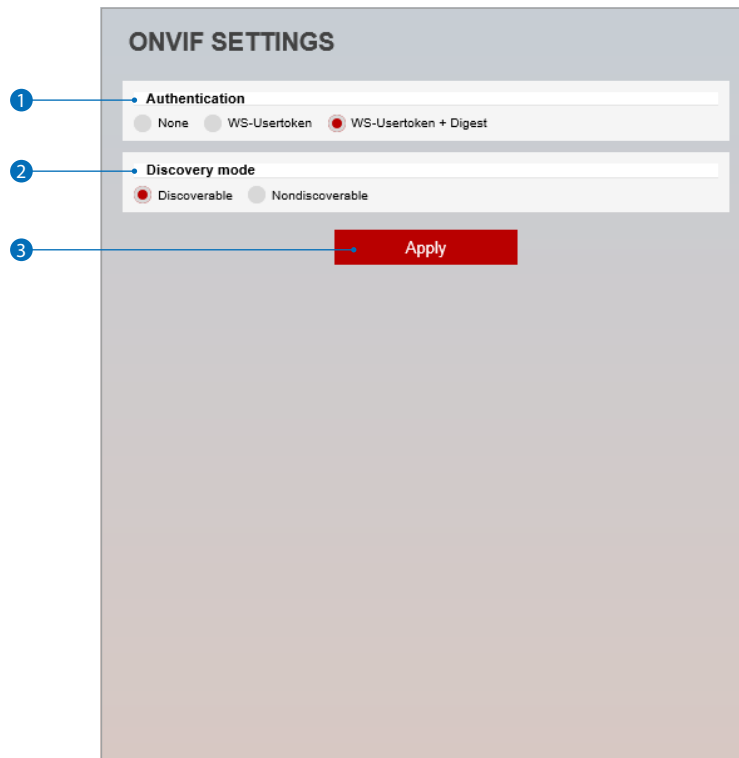 ONVIF SETTINGS
1
Authentication
None WS-Usertoken WS-Usertoken + Digest
2
Discovery mode
Discoverable Nondiscoverable
3
Apply